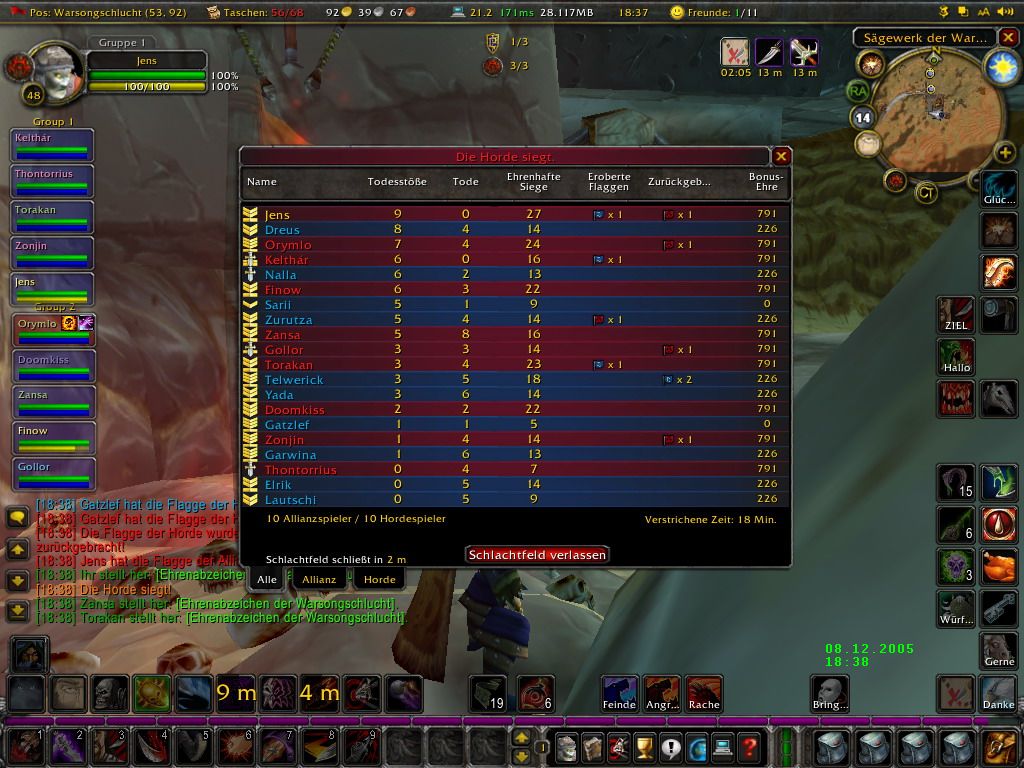 Pos: Warsongschlucht (53, 92) Taschen: 56/68 92 39 67 21.2 171ms 28.117MB 18:37 Freunde: 1/11
Gruppe 1
Jens
100%
100/100 100%
48
1/3
3/3
02:05 13 m 13 m
Sägewerk der War...
RA
14
CT
Group 1
Kelthár
Thontorrius
Torakan
Zonjin
Jens
Group 2
Orymlo
Doomkiss
Zansa
Finow
Gollor
Die Horde siegt.
Name Todesstöße Tode Ehrenhafte Siege Eroberte Flaggen Zurückgeb... Bonus-Ehre
Jens 9 0 27 x 1 x 1 791
Dreus 8 4 14 226
Orymlo 7 4 24 x 1 791
Kelthár 6 0 16 x 1 791
Nalla 6 2 13 226
Finow 6 3 22 791
Sarii 5 1 9 0
Zurutza 5 4 14 x 1 226
Zansa 5 8 16 791
Gollor 3 3 14 x 1 791
Torakan 3 4 23 x 1 791
Telwerick 3 5 18 x 2 226
Yada 3 6 14 226
Doomkiss 2 2 22 791
Gatzlef 1 1 5 0
Zonjin 1 4 14 x 1 791
Garwina 1 6 13 226
Thontorrius 0 4 7 791
Elrik 0 5 14 226
Lautschi 0 5 9 226
10 Allianzspieler / 10 Hordespieler Verstrichene Zeit: 18 Min.
Schlachtfeld schließt in 2 m
Schlachtfeld verlassen
Alle Allianz Horde
[18:38] Gatzlef hat die Flagge der H
[18:38] Gatzlef hat die Flagge der H
[18:38] Die Flagge der Horde wurde
zurückgebracht!
[18:38] Jens hat die Flagge der Alli
[18:38] Ihr stellt her: [Ehrenabzeichen
[18:38] Die Horde siegt!
[18:38] Zansa stellt her: [Ehrenabzeichen der Warsongschlucht].
[18:38] Torakan stellt her: [Ehrenabzeichen der Warsongschlucht].
Glüc...
ZIEL
Hallo
15
6
3
Würf...
Gerne
08.12.2005
18:38
9 m 4 m
19 6
Feinde Angr... Rache
Bring...
Danke
1 2 3 4 5 6 7 8 9
1